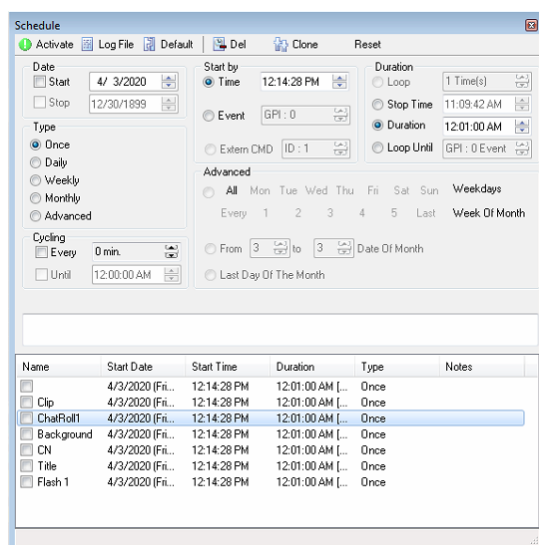 Schedule
Activate Log File Default Del Clone Reset
Date Start by Duration
Start 4/ 3/2020 Time 12:14:28 PM Loop 1 Time(s)
Stop 12/30/1899 Event GPI : 0 Stop Time 11:09:42 AM
Type Duration 12:01:00 AM
Once Extern CMD ID : 1 Loop Until GPI : 0 Event
Daily
Weekly Advanced
Monthly All Mon Tue Wed Thu Fri Sat Sun Weekdays
Advanced Every 1 2 3 4 5 Last Week Of Month
Cycling
Every 0 min. From 3 to 3 Date Of Month
Until 12:00:00 AM Last Day Of The Month
Name Start Date Start Time Duration Type Notes
4/3/2020 (Fri... 12:14:28 PM 12:01:00 AM [... Once
Clip 4/3/2020 (Fri... 12:14:28 PM 12:01:00 AM [... Once
ChatRoll1 4/3/2020 (Fri... 12:14:28 PM 12:01:00 AM [... Once
Background 4/3/2020 (Fri... 12:14:28 PM 12:01:00 AM [... Once
CN 4/3/2020 (Fri... 12:14:28 PM 12:01:00 AM [... Once
Title 4/3/2020 (Fri... 12:14:28 PM 12:01:00 AM [... Once
Flash 1 4/3/2020 (Fri... 12:14:28 PM 12:01:00 AM [... Once